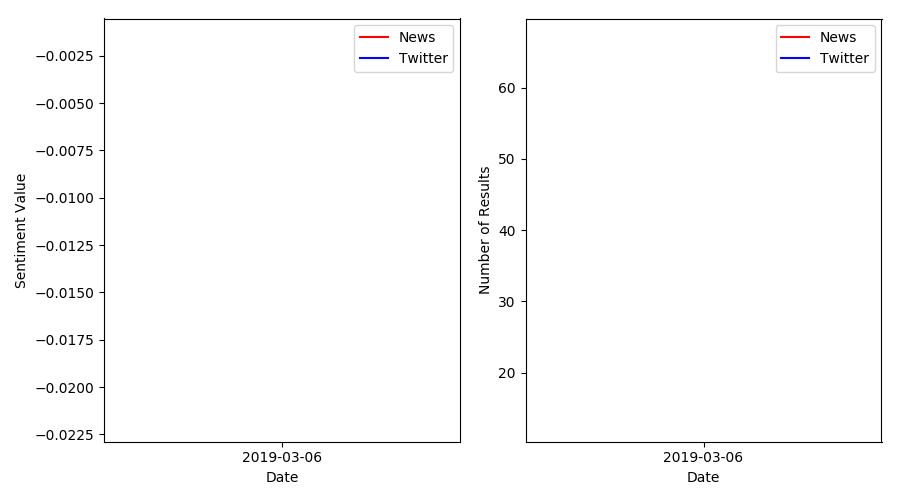 News
Twitter
−0.0025
−0.0050
−0.0075
−0.0100
−0.0125
−0.0150
−0.0175
−0.0200
−0.0225
Sentiment Value
2019-03-06
Date
News
Twitter
60
50
40
30
20
Number of Results
2019-03-06
Date